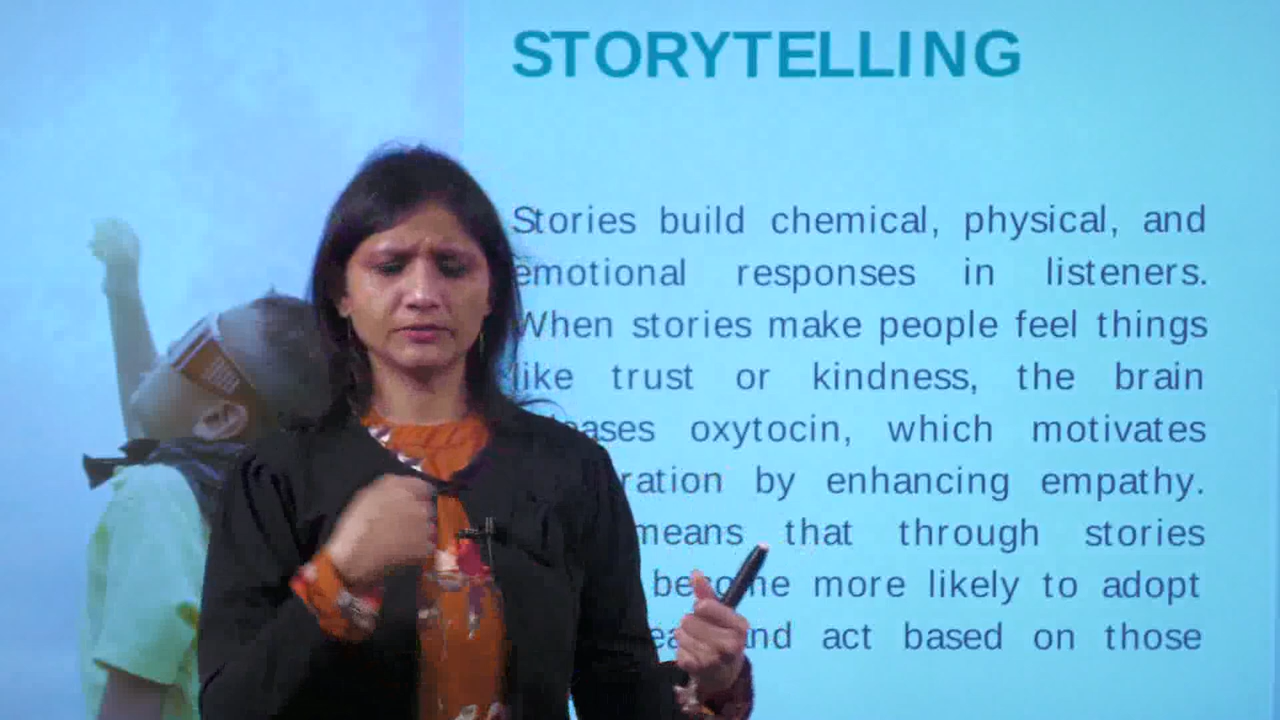 STORYTELLING
Stories build chemical, physical, and
emotional responses in listeners.
When stories make people feel things
like trust or kindness, the brain
oxytocin, which motivates
by enhancing empathy.
means that through stories
become more likely to adopt
and act based on those